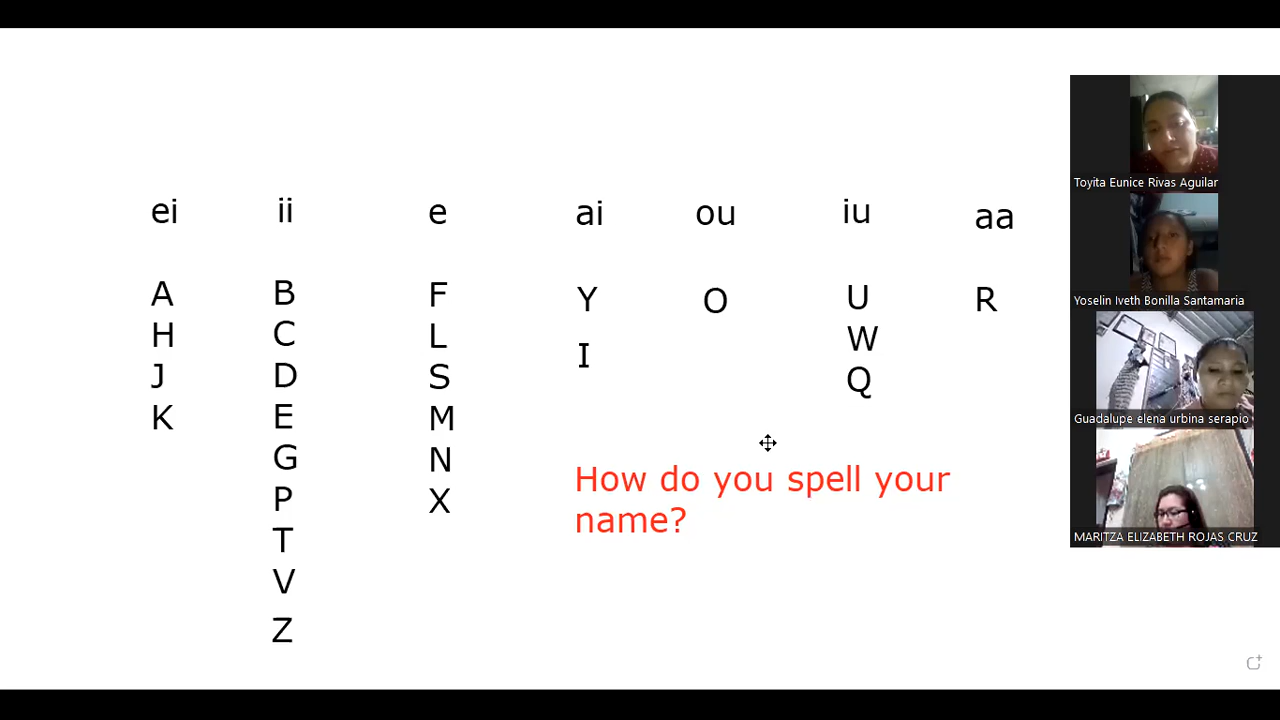 ei ii e ai ou iu aa
A B F Y O U R
H C L I W
J D S Q
K E M
G N
P X
T
V
Z
How do you spell your
name?
Toyita Eunice Rivas Aguilar
Yoselin Iveth Bonilla Santamaria
Guadalupe elena urbina serapio
MARITZA ELIZABETH ROJAS CRUZ